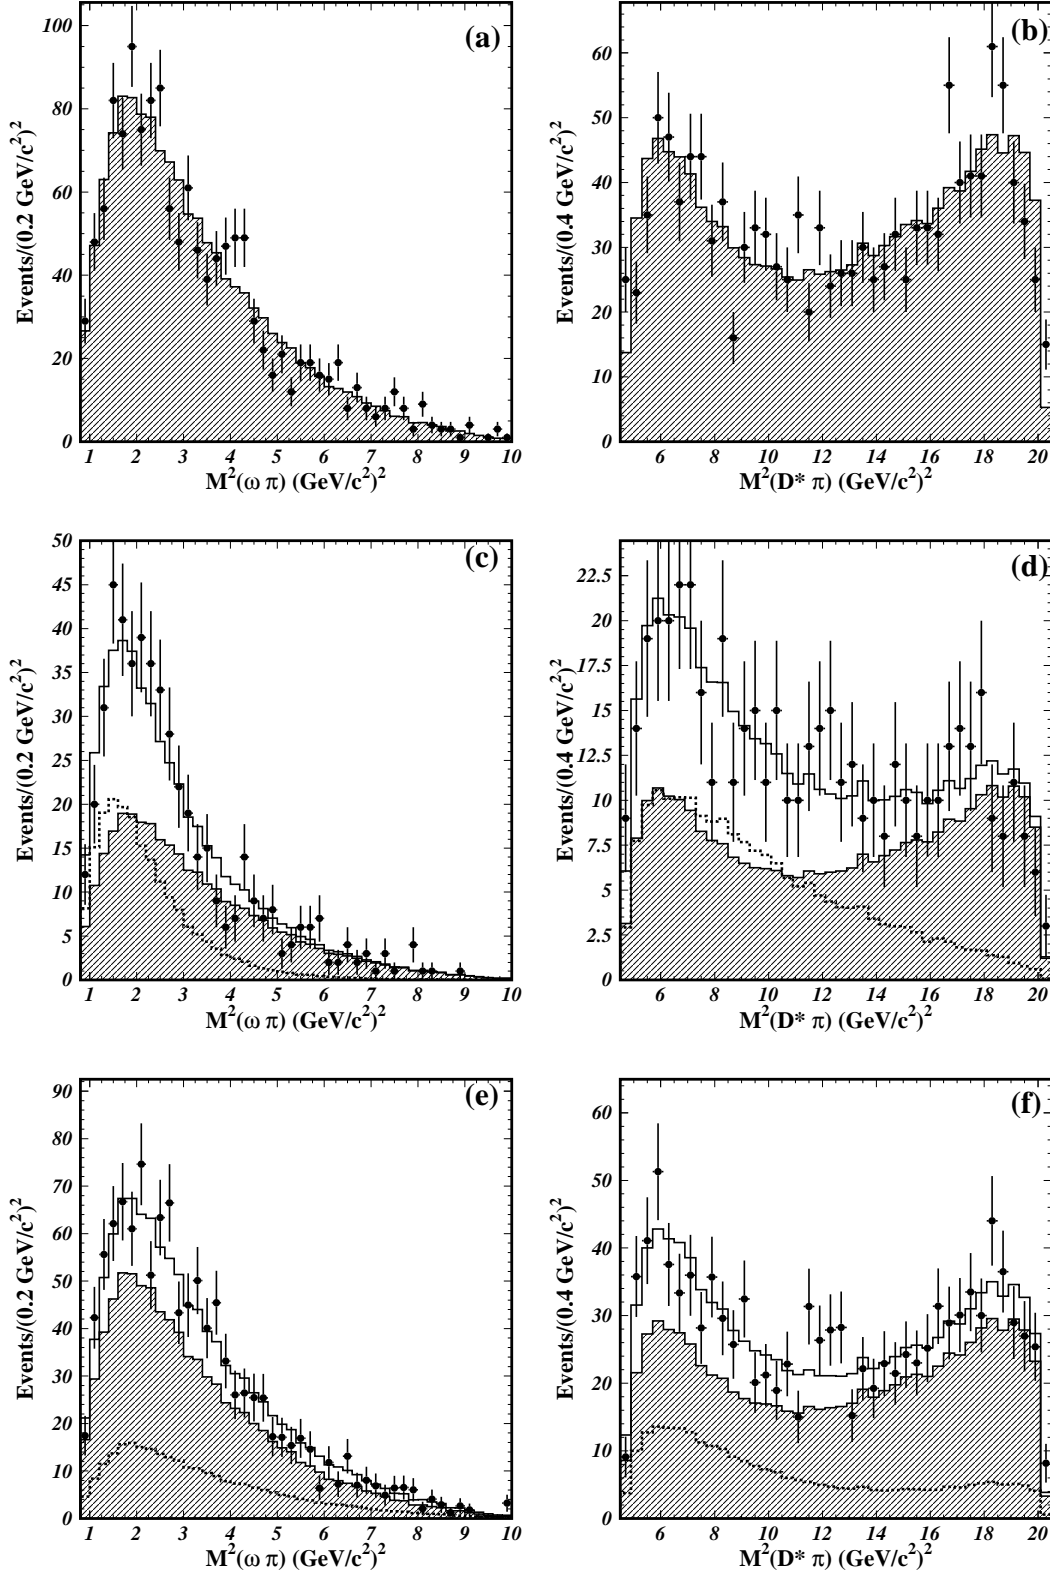 (a)
Events/(0.2 GeV/c²)²
100
80
60
40
20
0
1 2 3 4 5 6 7 8 9 10
M²(ω π) (GeV/c²)²
(b)
Events/(0.4 GeV/c²)²
60
50
40
30
20
10
0
6 8 10 12 14 16 18 20
M²(D* π) (GeV/c²)²
(c)
Events/(0.2 GeV/c²)²
50
45
40
35
30
25
20
15
10
5
0
1 2 3 4 5 6 7 8 9 10
M²(ω π) (GeV/c²)²
(d)
Events/(0.4 GeV/c²)²
22.5
20
17.5
15
12.5
10
7.5
5
2.5
0
6 8 10 12 14 16 18 20
M²(D* π) (GeV/c²)²
(e)
Events/(0.2 GeV/c²)²
90
80
70
60
50
40
30
20
10
0
1 2 3 4 5 6 7 8 9 10
M²(ω π) (GeV/c²)²
(f)
Events/(0.4 GeV/c²)²
60
50
40
30
20
10
0
6 8 10 12 14 16 18 20
M²(D* π) (GeV/c²)²